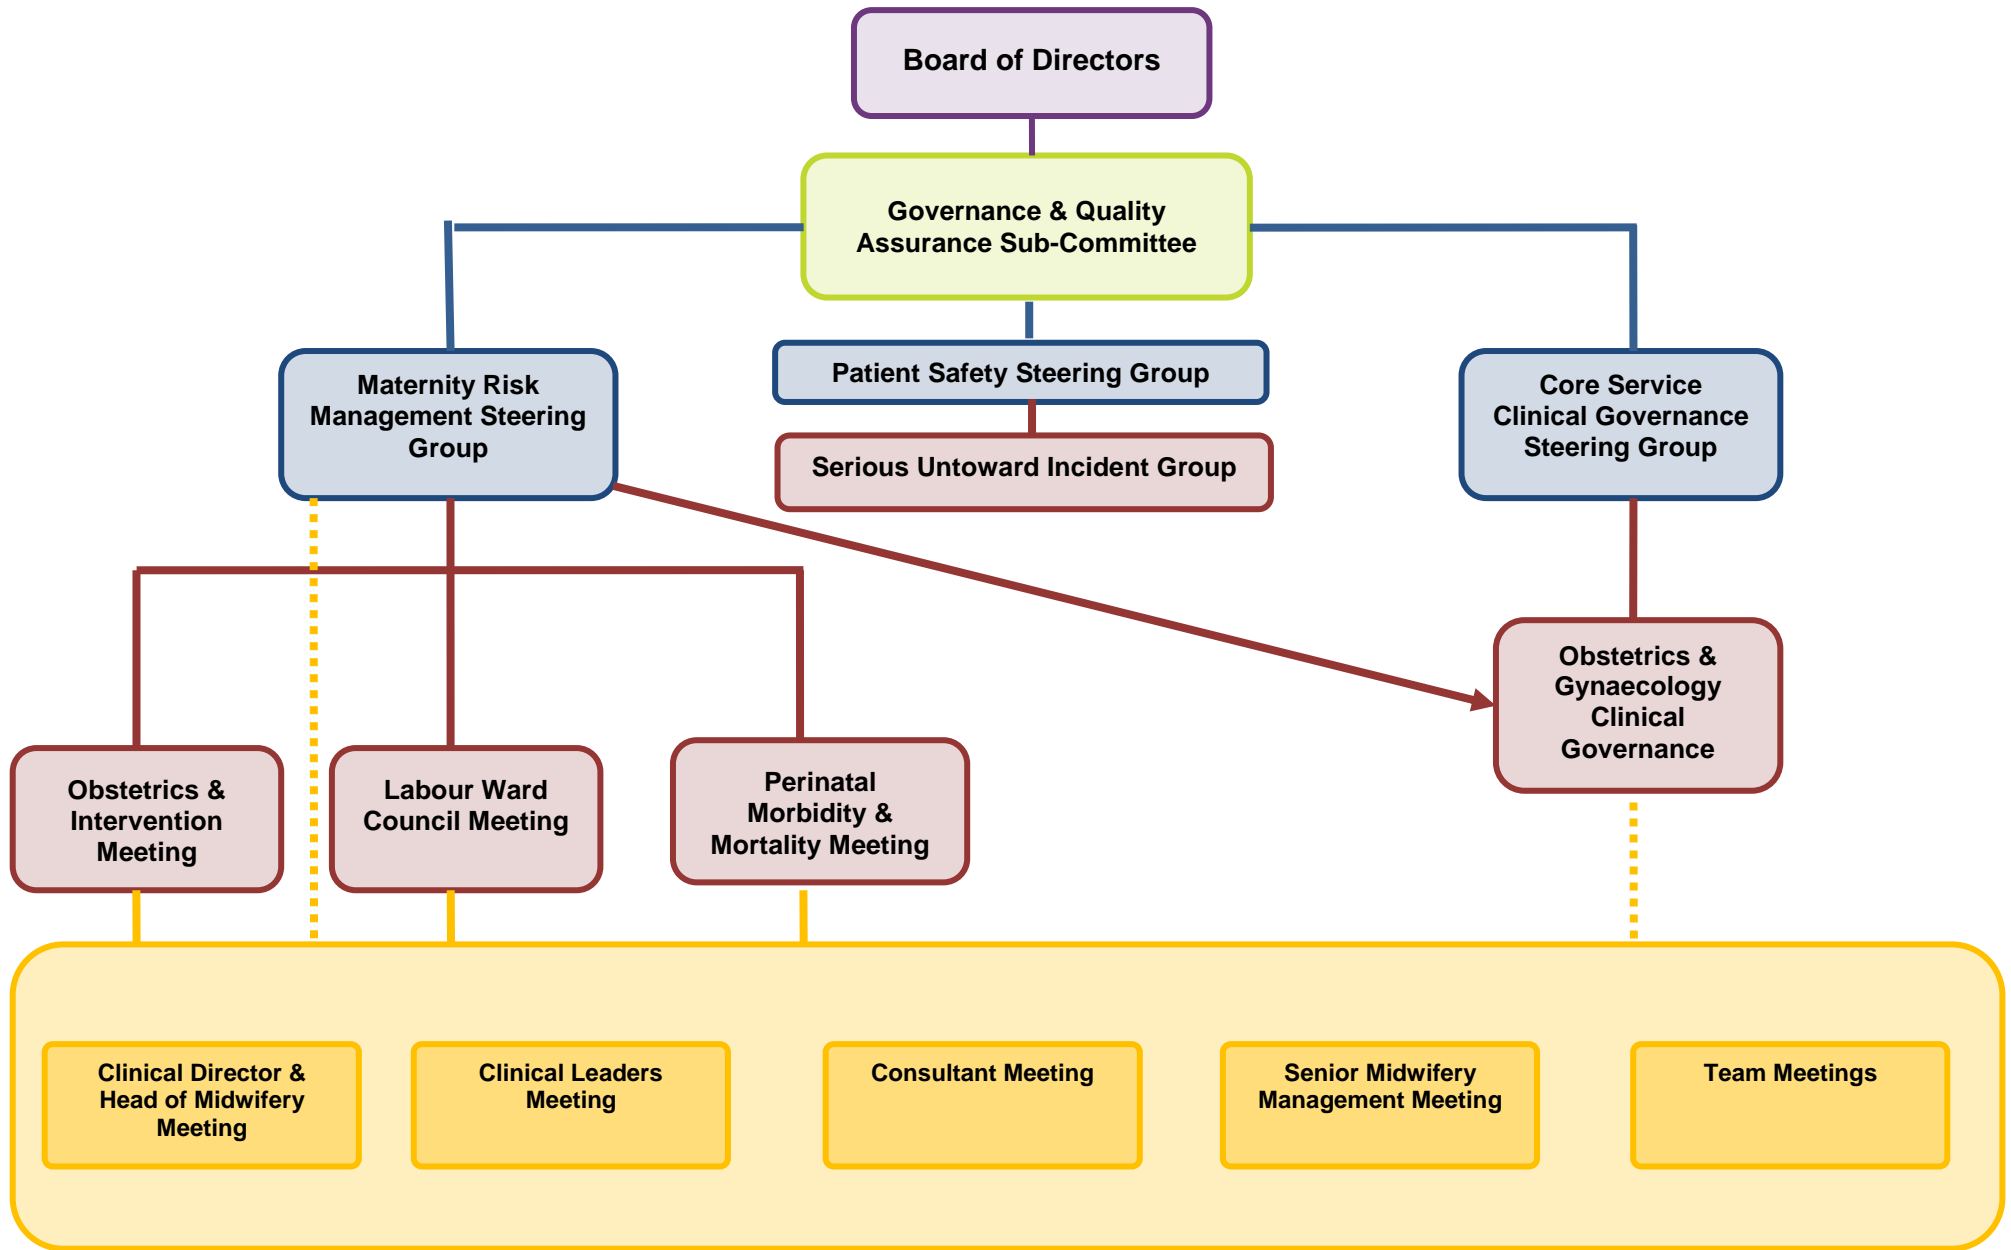 Board of Directors
Governance & Quality
Assurance Sub-Committee
Maternity Risk
Management Steering
Group
Patient Safety Steering Group
Core Service
Clinical Governance
Steering Group
Serious Untoward Incident Group
Obstetrics &
Gynaecology
Clinical
Governance
Obstetrics &
Intervention
Meeting
Labour Ward
Council Meeting
Perinatal
Morbidity &
Mortality Meeting
Clinical Director &
Head of Midwifery
Meeting
Clinical Leaders
Meeting
Consultant Meeting
Senior Midwifery
Management Meeting
Team Meetings